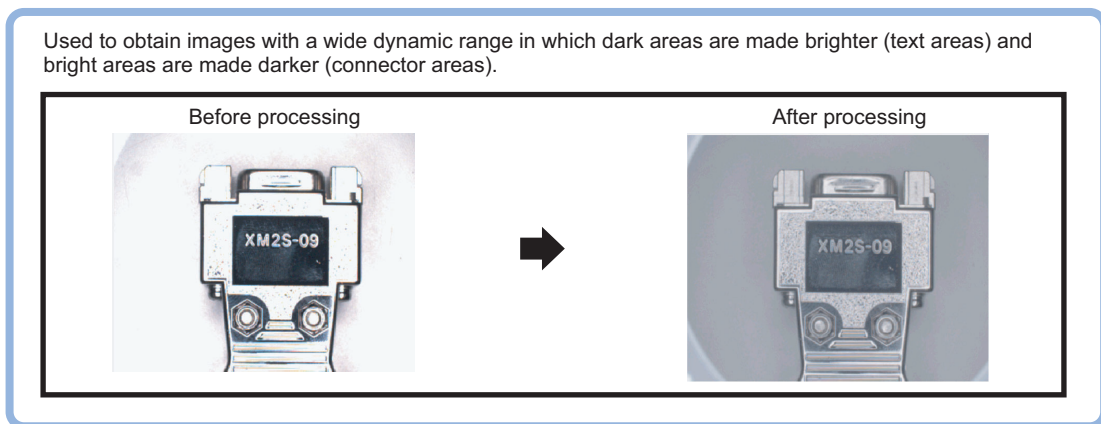 Used to obtain images with a wide dynamic range in which dark areas are made brighter (text areas) and
bright areas are made darker (connector areas).
Before processing
After processing
XM2S-09
XM2S-09